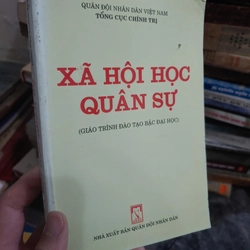 QUÂN ĐỘI NHÂN DÂN VIỆT NAM
TỔNG CỤC CHÍNH TRỊ
XÃ HỘI HỌC
QUÂN SỰ
(GIÁO TRÌNH ĐÀO TẠO BẬC ĐẠI HỌC)
NHÀ XUẤT BẢN QUÂN ĐỘI NHÂN DÂN